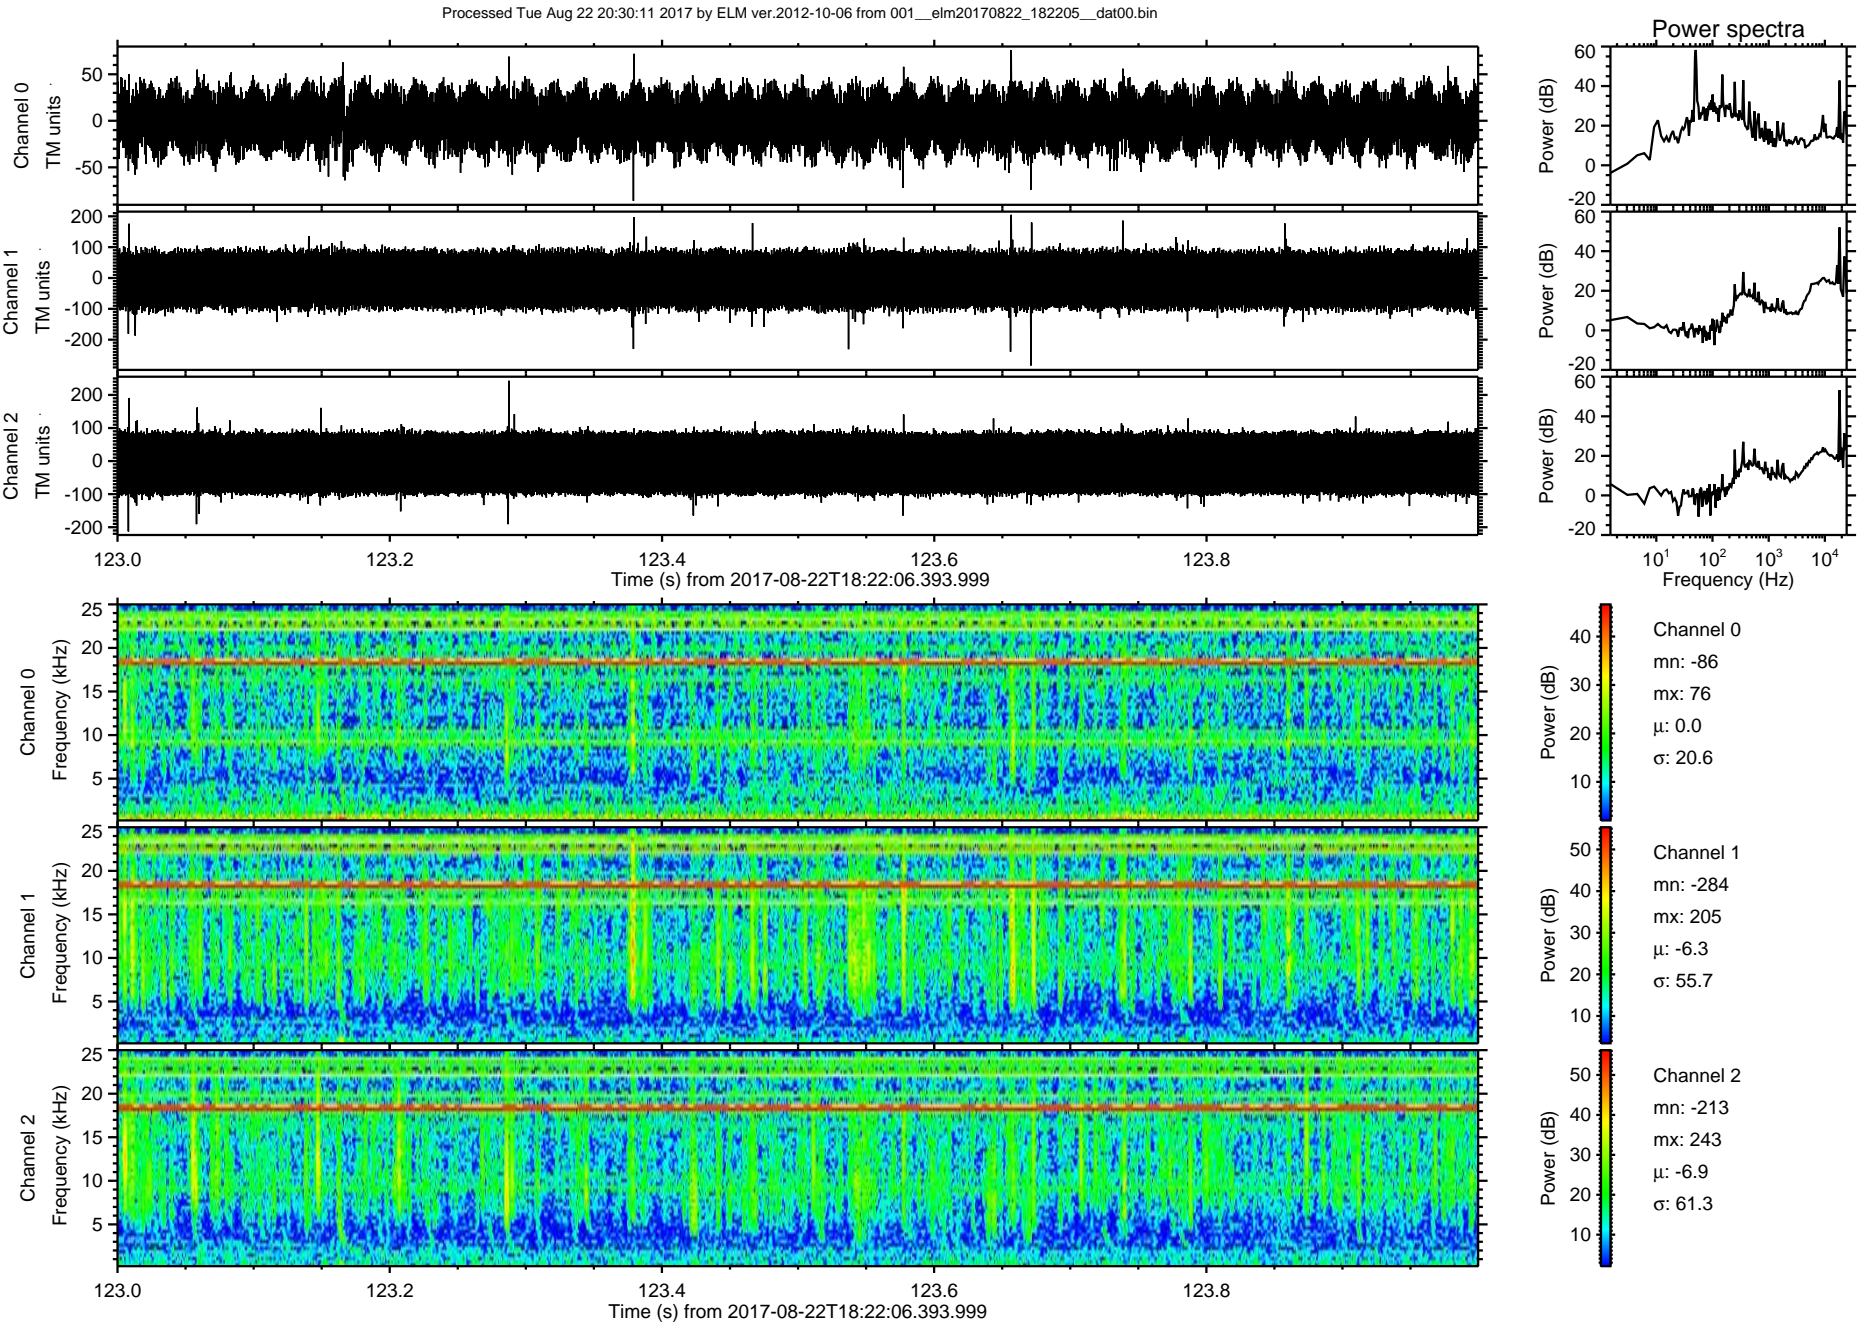 Processed Tue Aug 22 20:30:11 2017 by ELM ver.2012-10-06 from 001__elm20170822_182205__dat00.bin
Power spectra
Channel 0
TM units
50
0
-50
Power (dB)
60
40
20
0
-20
Channel 1
TM units
200
100
0
-100
-200
Power (dB)
60
40
20
0
-20
Channel 2
TM units
200
100
0
-100
-200
Power (dB)
60
40
20
0
-20
123.0 123.2 123.4 123.6 123.8
Time (s) from 2017-08-22T18:22:06.393.999
10^1 10^2 10^3 10^4
Frequency (Hz)
Channel 0
Frequency (kHz)
25
20
15
10
5
Power (dB)
40
30
20
10
Channel 0
mn: -86
mx: 76
μ: 0.0
σ: 20.6
Channel 1
Frequency (kHz)
25
20
15
10
5
Power (dB)
50
40
30
20
10
Channel 1
mn: -284
mx: 205
μ: -6.3
σ: 55.7
Channel 2
Frequency (kHz)
25
20
15
10
5
Power (dB)
50
40
30
20
10
Channel 2
mn: -213
mx: 243
μ: -6.9
σ: 61.3
123.0 123.2 123.4 123.6 123.8
Time (s) from 2017-08-22T18:22:06.393.999